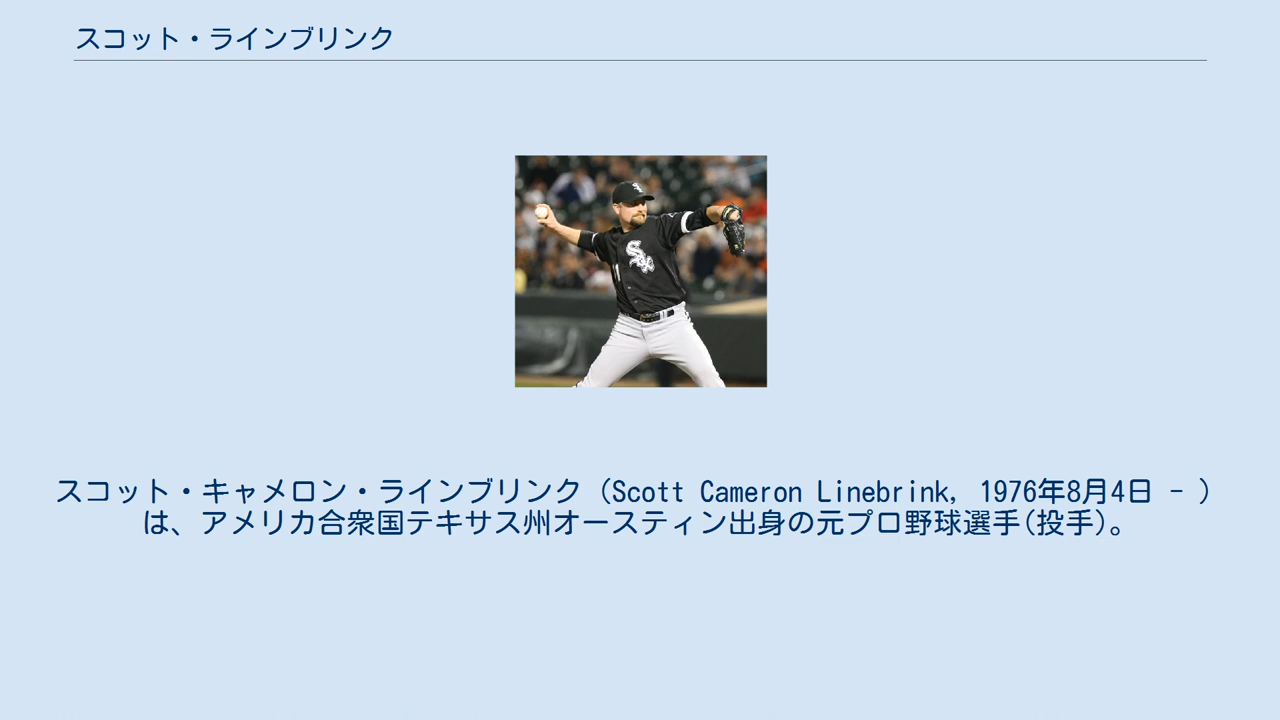 スコット・ラインブリンク
Sox
スコット・キャメロン・ラインブリンク（Scott Cameron Linebrink, 1976年8月4日 - ）
は、アメリカ合衆国テキサス州オースティン出身の元プロ野球選手(投手)。